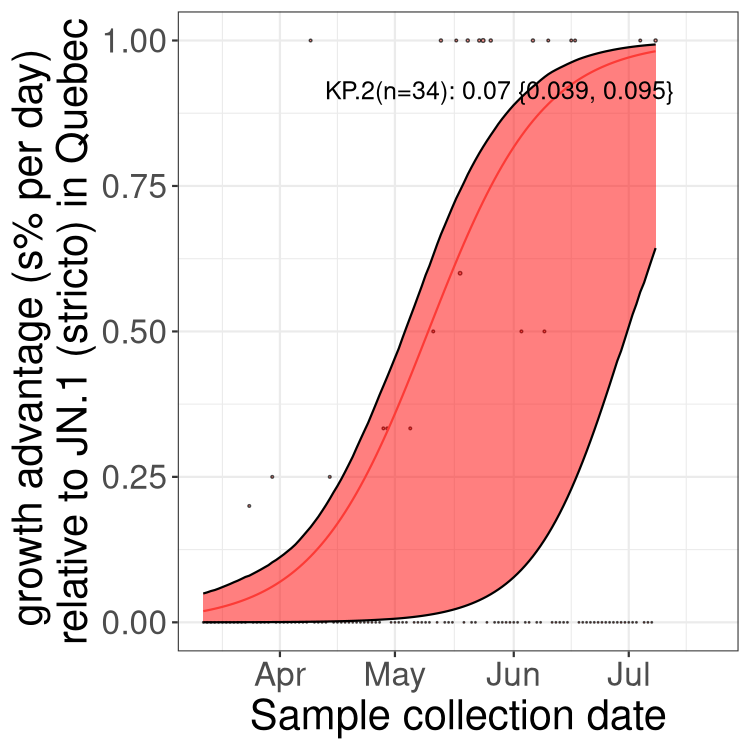 1.00
KP.2(n=34): 0.07 {0.039, 0.095}
0.75
0.50
0.25
0.00
growth advantage (s% per day)
relative to JN.1 (stricto) in Quebec
Apr May Jun Jul
Sample collection date